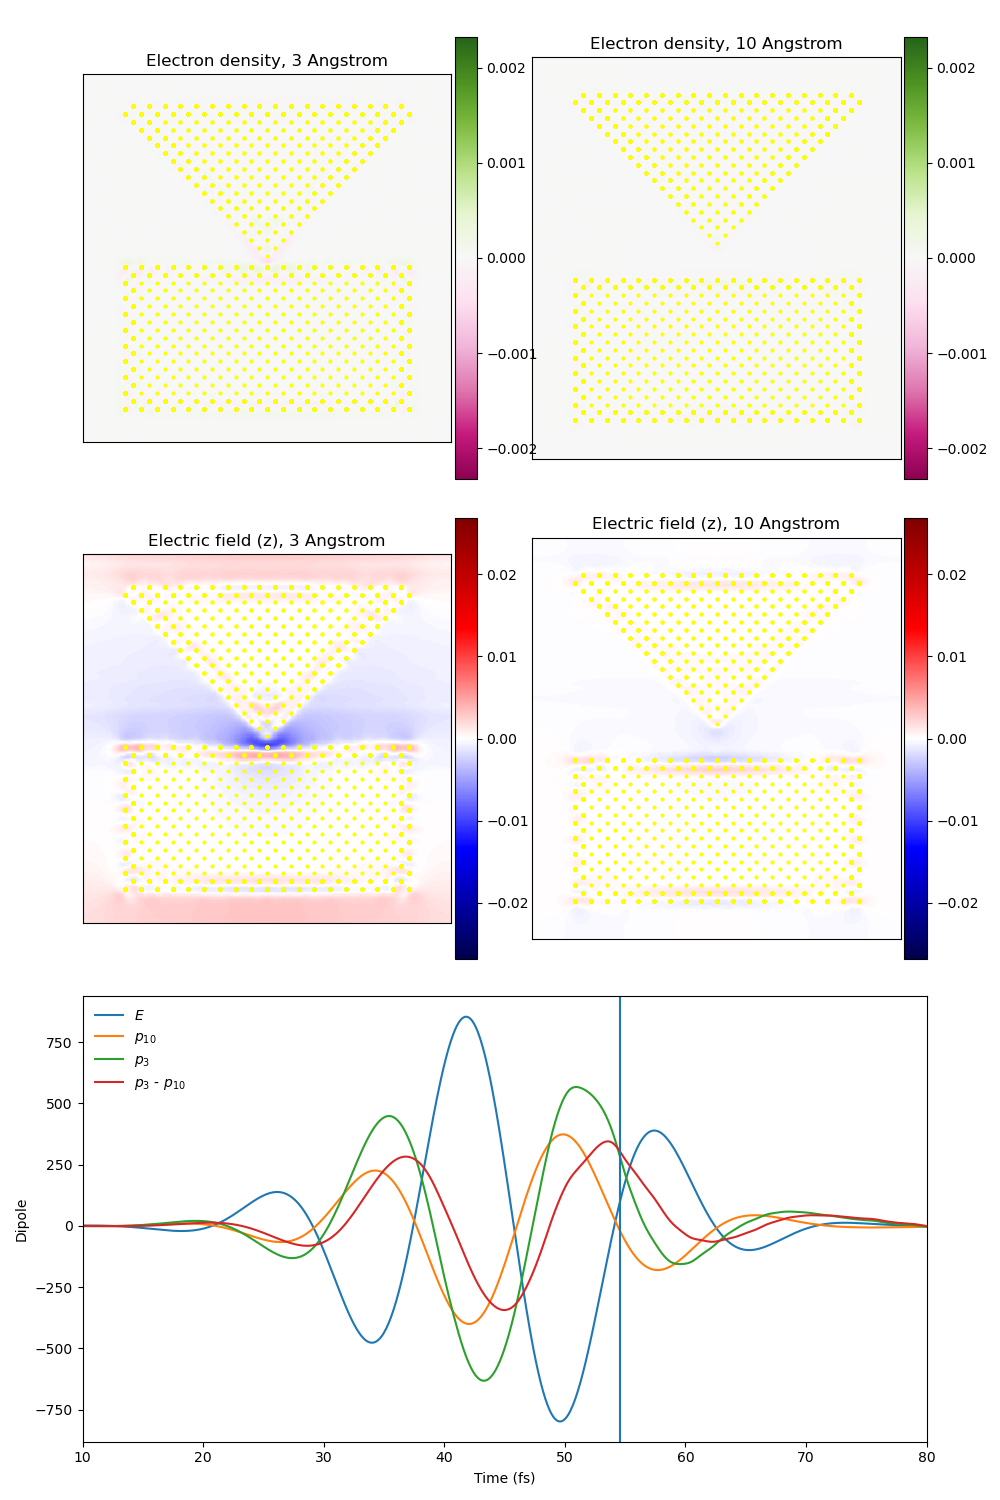 Electron density, 3 Angstrom
0.002
0.001
0.000
−0.001
−0.002
Electron density, 10 Angstrom
0.002
0.001
0.000
−0.001
−0.002
Electric field (z), 3 Angstrom
0.02
0.01
0.00
−0.01
−0.02
Electric field (z), 10 Angstrom
0.02
0.01
0.00
−0.01
−0.02
E
p10
p3
p3 - p10
750
500
250
0
−250
−500
−750
Dipole
10 20 30 40 50 60 70 80
Time (fs)